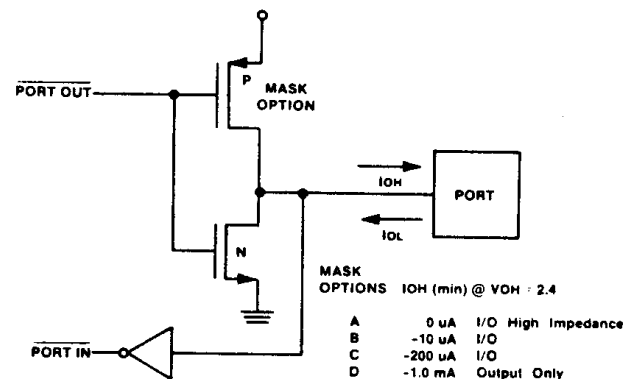 P
MASK
OPTION
PORT OUT
IOH
PORT
IOL
N
MASK
OPTIONS IOH (min) @ VOH : 2.4
A 0 uA I/O High Impedance
B -10 uA I/O
C -200 uA I/O
D -1.0 mA Output Only
PORT IN